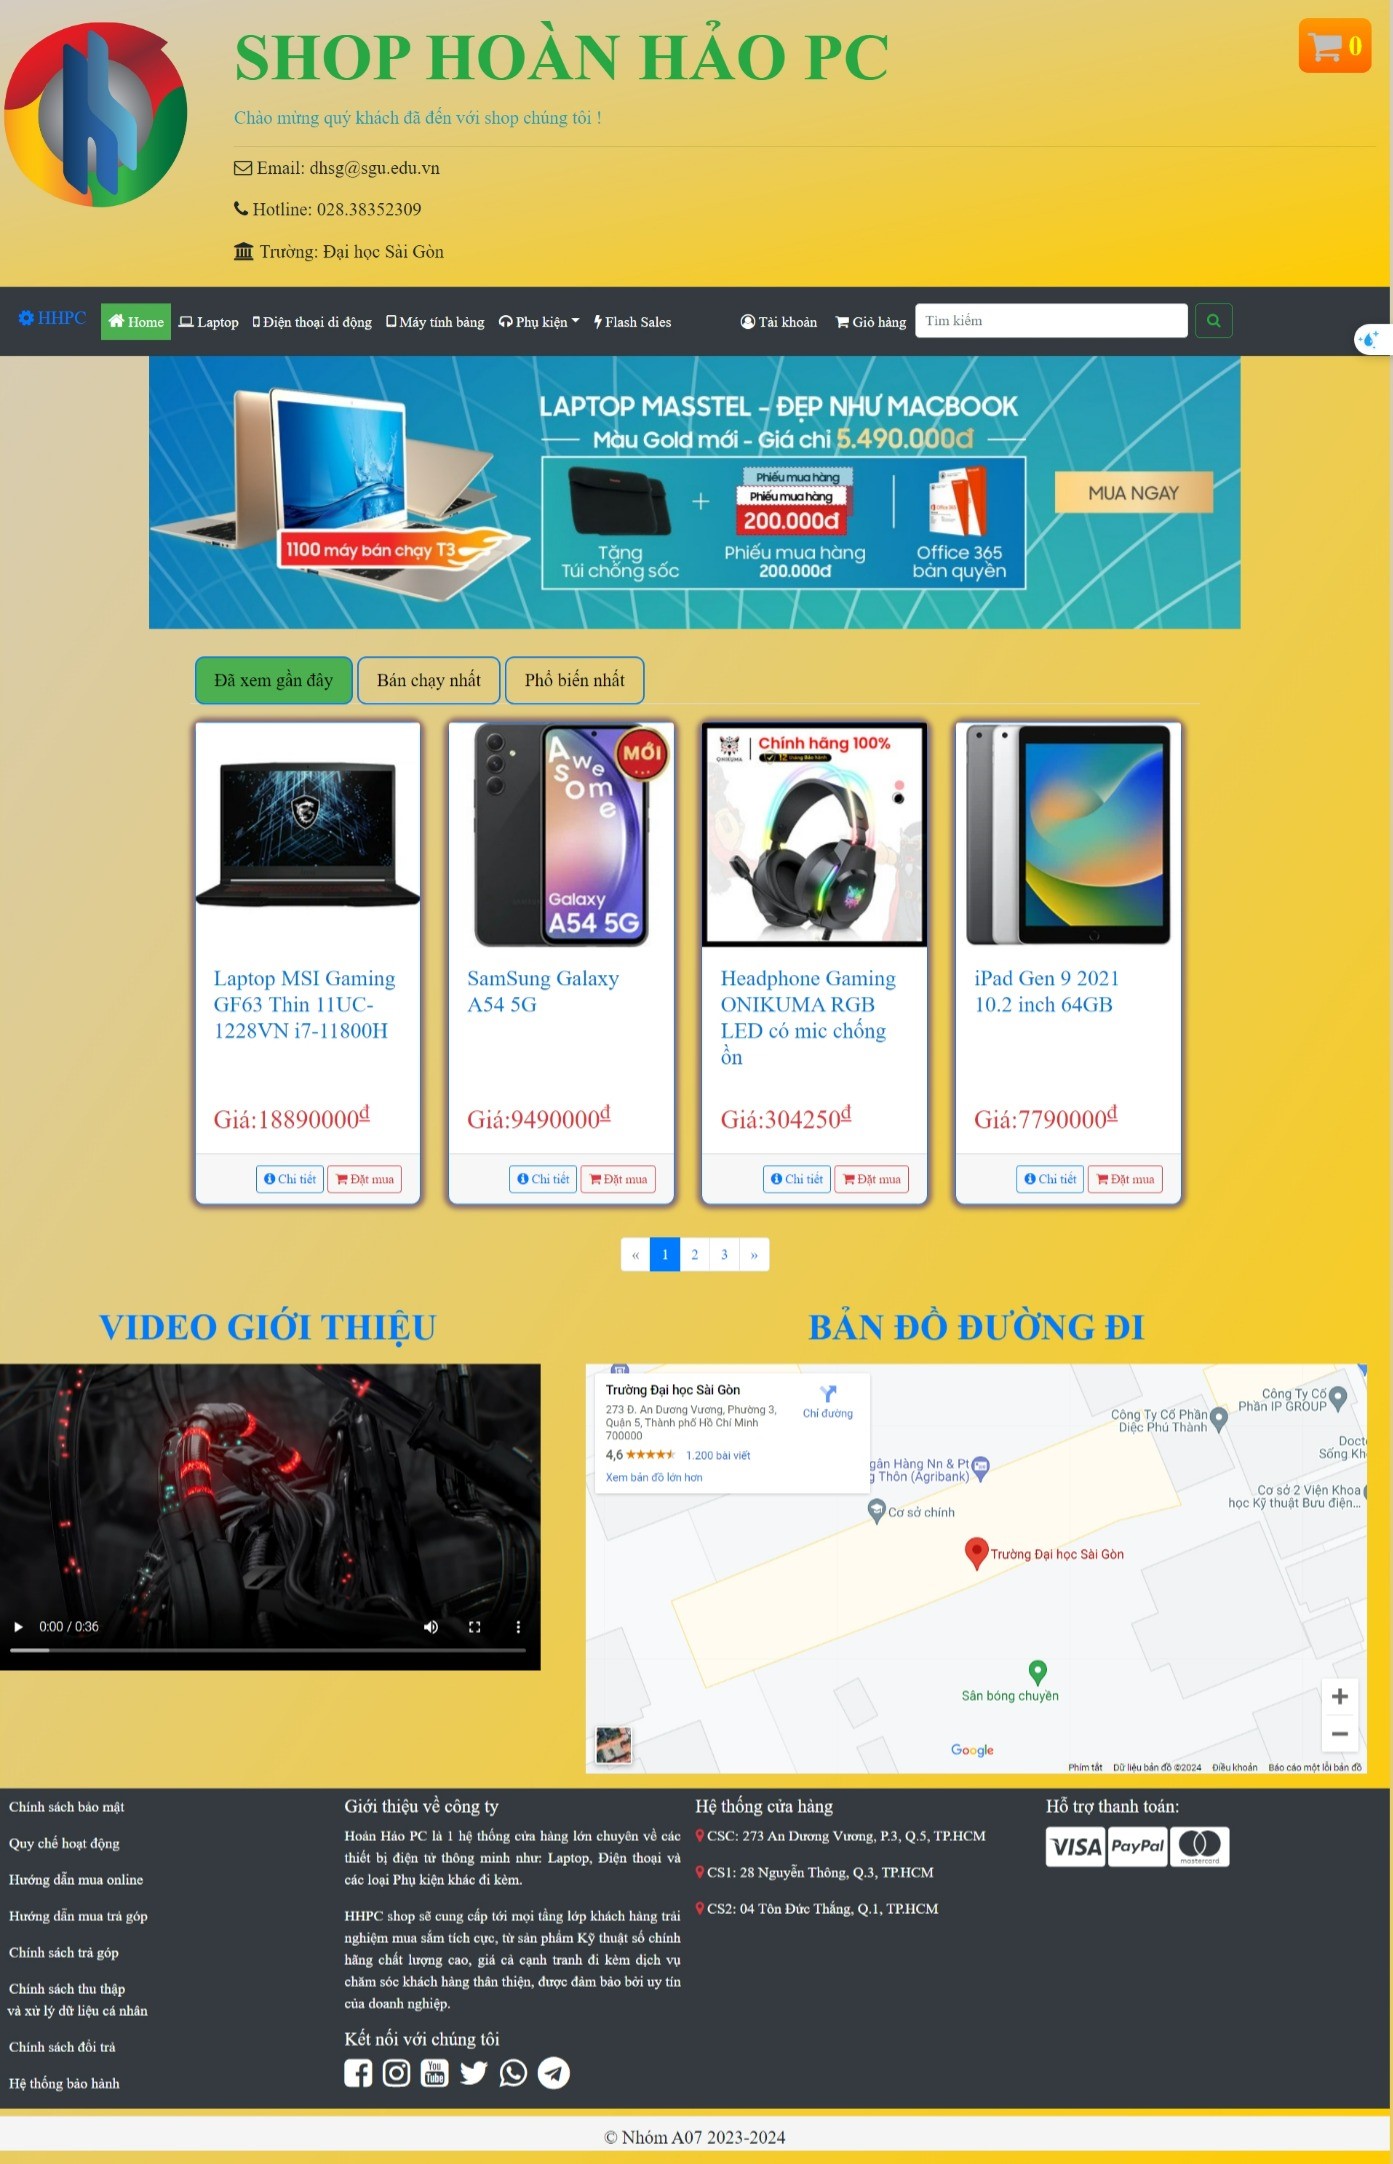 SHOP HOÀN HẢO PC
0
Chào mừng quý khách đã đến với shop chúng tôi !
Email: dhsg@sgu.edu.vn
Hotline: 028.38352309
Trường: Đại học Sài Gòn
HHPC Home Laptop Điện thoại di động Máy tính bảng Phụ kiện Flash Sales Tài khoản Giỏ hàng Tìm kiếm
LAPTOP MASSTEL - ĐẸP NHƯ MACBOOK
Màu Gold mới - Giá chỉ 5.490.000đ
1100 máy bán chạy T3
Tặng
Túi chống sốc
+
Phiếu mua hàng
Phiếu mua hàng
200.000đ
Phiếu mua hàng
200.000đ
Office 365
bản quyền
MUA NGAY
Đã xem gần đây Bán chạy nhất Phổ biến nhất
Awesome
MỚI
Galaxy
A54 5G
ONIKUMA
Chính hãng 100%
Laptop MSI Gaming
GF63 Thin 11UC-
1228VN i7-11800H
Giá:18890000đ
Chi tiết Đặt mua
SamSung Galaxy
A54 5G
Giá:9490000đ
Chi tiết Đặt mua
Headphone Gaming
ONIKUMA RGB
LED có mic chống
ồn
Giá:304250đ
Chi tiết Đặt mua
iPad Gen 9 2021
10.2 inch 64GB
Giá:7790000đ
Chi tiết Đặt mua
« 1 2 3 »
VIDEO GIỚI THIỆU
0:00 / 0:36
BẢN ĐỒ ĐƯỜNG ĐI
Trường Đại học Sài Gòn
273 Đ. An Dương Vương, Phường 3,
Quận 5, Thành phố Hồ Chí Minh
700000
4,6 1.200 bài viết
Xem bản đồ lớn hơn
Chỉ đường
Công Ty Cổ
Phần IP GROUP
Công Ty Cổ Phần
Diệc Phú Thành
Sống Kh
gân Hàng Nn & Pt
g Thôn (Agribank)
Cơ sở 2 Viện Khoa
học Kỹ thuật Bưu điện...
Cơ sở chính
Trường Đại học Sài Gòn
Sân bóng chuyền
Google
Phím tắt Dữ liệu bản đồ ©2024 Điều khoản Báo cáo một lỗi bản đồ
Chính sách bảo mật
Quy chế hoạt động
Hướng dẫn mua online
Hướng dẫn mua trả góp
Chính sách trả góp
Chính sách thu thập
và xử lý dữ liệu cá nhân
Chính sách đổi trả
Hệ thống bảo hành
Giới thiệu về công ty
Hoàn Hảo PC là 1 hệ thống cửa hàng lớn chuyên về các
thiết bị điện tử thông minh như: Laptop, Điện thoại và
các loại Phụ kiện khác đi kèm.
HHPC shop sẽ cung cấp tới mọi tầng lớp khách hàng trải
nghiệm mua sắm tích cực, từ sản phẩm Kỹ thuật số chính
hãng chất lượng cao, giá cả cạnh tranh đi kèm dịch vụ
chăm sóc khách hàng thân thiện, được đảm bảo bởi uy tín
của doanh nghiệp.
Kết nối với chúng tôi
You
Tube
Hệ thống cửa hàng
CSC: 273 An Dương Vương, P.3, Q.5, TP.HCM
CS1: 28 Nguyễn Thông, Q.3, TP.HCM
CS2: 04 Tôn Đức Thắng, Q.1, TP.HCM
Hỗ trợ thanh toán:
VISA PayPal mastercard
© Nhóm A07 2023-2024